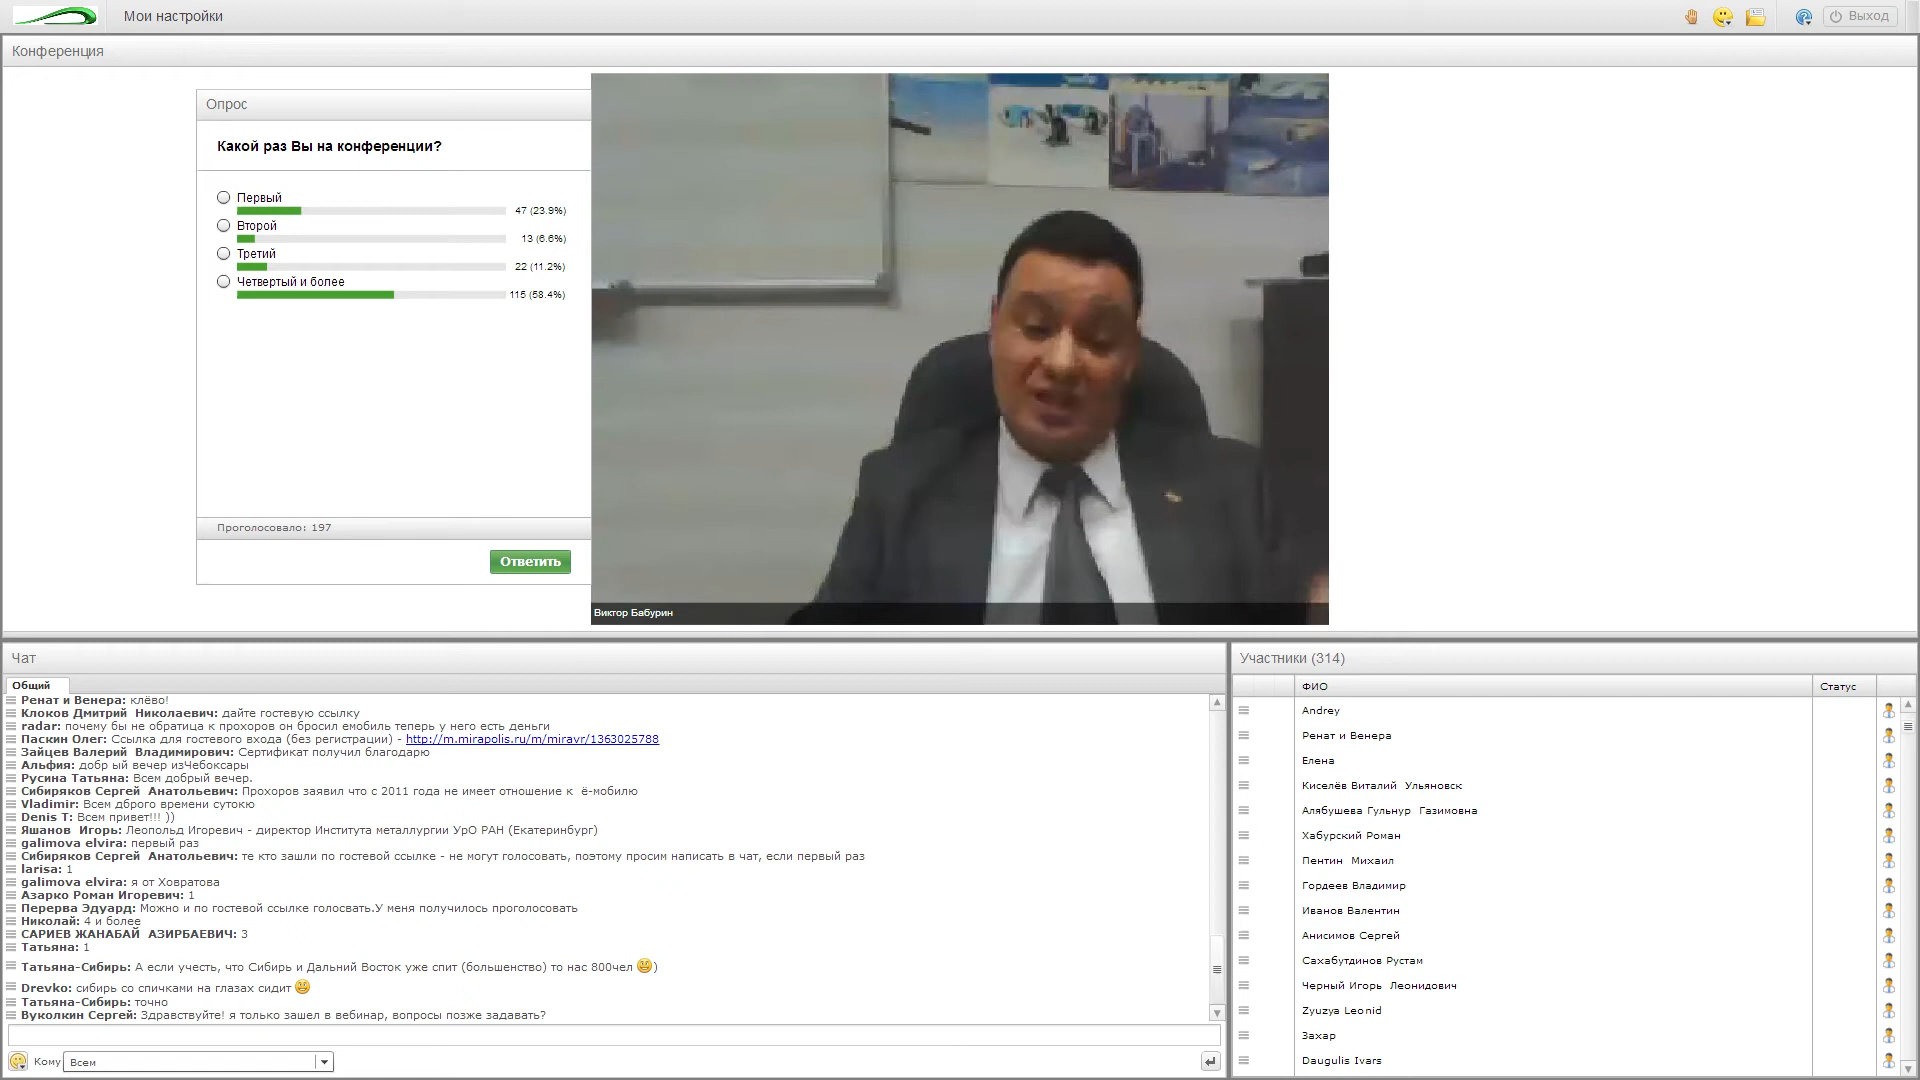 Мои настройки
Выход
Конференция
Опрос
Какой раз Вы на конференции?
Первый
47 (23.9%)
Второй
13 (6.6%)
Третий
22 (11.2%)
Четвертый и более
115 (58.4%)
Проголосовало: 197
Ответить
Виктор Бабурин
Чат
Общий
Ренат и Венера: клёво!
Клоков Дмитрий Николаевич: дайте гостевую ссылку
radar: почему бы не обратица к прохоров он бросил емобиль теперь у него есть деньги
Паскин Олег: Ссылка для гостевого входа (без регистрации) - http://m.mirapolis.ru/m/miravr/1363025788
Зайцев Валерий Владимирович: Сертификат получил благодарю
Альфия: добр ый вечер изЧебоксары
Русина Татьяна: Всем добрый вечер.
Сибиряков Сергей Анатольевич: Прохоров заявил что с 2011 года не имеет отношение к ё-мобилю
Vladimir: Всем дброго времени сутокю
Denis T: Всем привет!!! ))
Яшанов Игорь: Леопольд Игоревич - директор Института металлургии УрО РАН (Екатеринбург)
galimova elvira: первый раз
Сибиряков Сергей Анатольевич: те кто зашли по гостевой ссылке - не могут голосовать, поэтому просим написать в чат, если первый раз
larisa: 1
galimova elvira: я от Ховратова
Азарко Роман Игоревич: 1
Перерва Эдуард: Можно и по гостевой ссылке голосвать.У меня получилось проголосовать
Николай: 4 и более
САРИЕВ ЖАНАБАЙ АЗИРБАЕВИЧ: 3
Татьяна: 1
Татьяна-Сибирь: А если учесть, что Сибирь и Дальний Восток уже спит (большенство) то нас 800чел )
Drevko: сибирь со спичками на глазах сидит
Татьяна-Сибирь: точно
Вуколкин Сергей: Здравствуйте! я только зашел в вебинар, вопросы позже задавать?
Кому
Всем
Участники (314)
ФИО
Статус
Andrey
Ренат и Венера
Елена
Киселёв Виталий Ульяновск
Алябушева Гульнур Газимовна
Хабурский Роман
Пентин Михаил
Гордеев Владимир
Иванов Валентин
Анисимов Сергей
Сахабутдинов Рустам
Черный Игорь Леонидович
Zyuzya Leonid
Захар
Daugulis Ivars